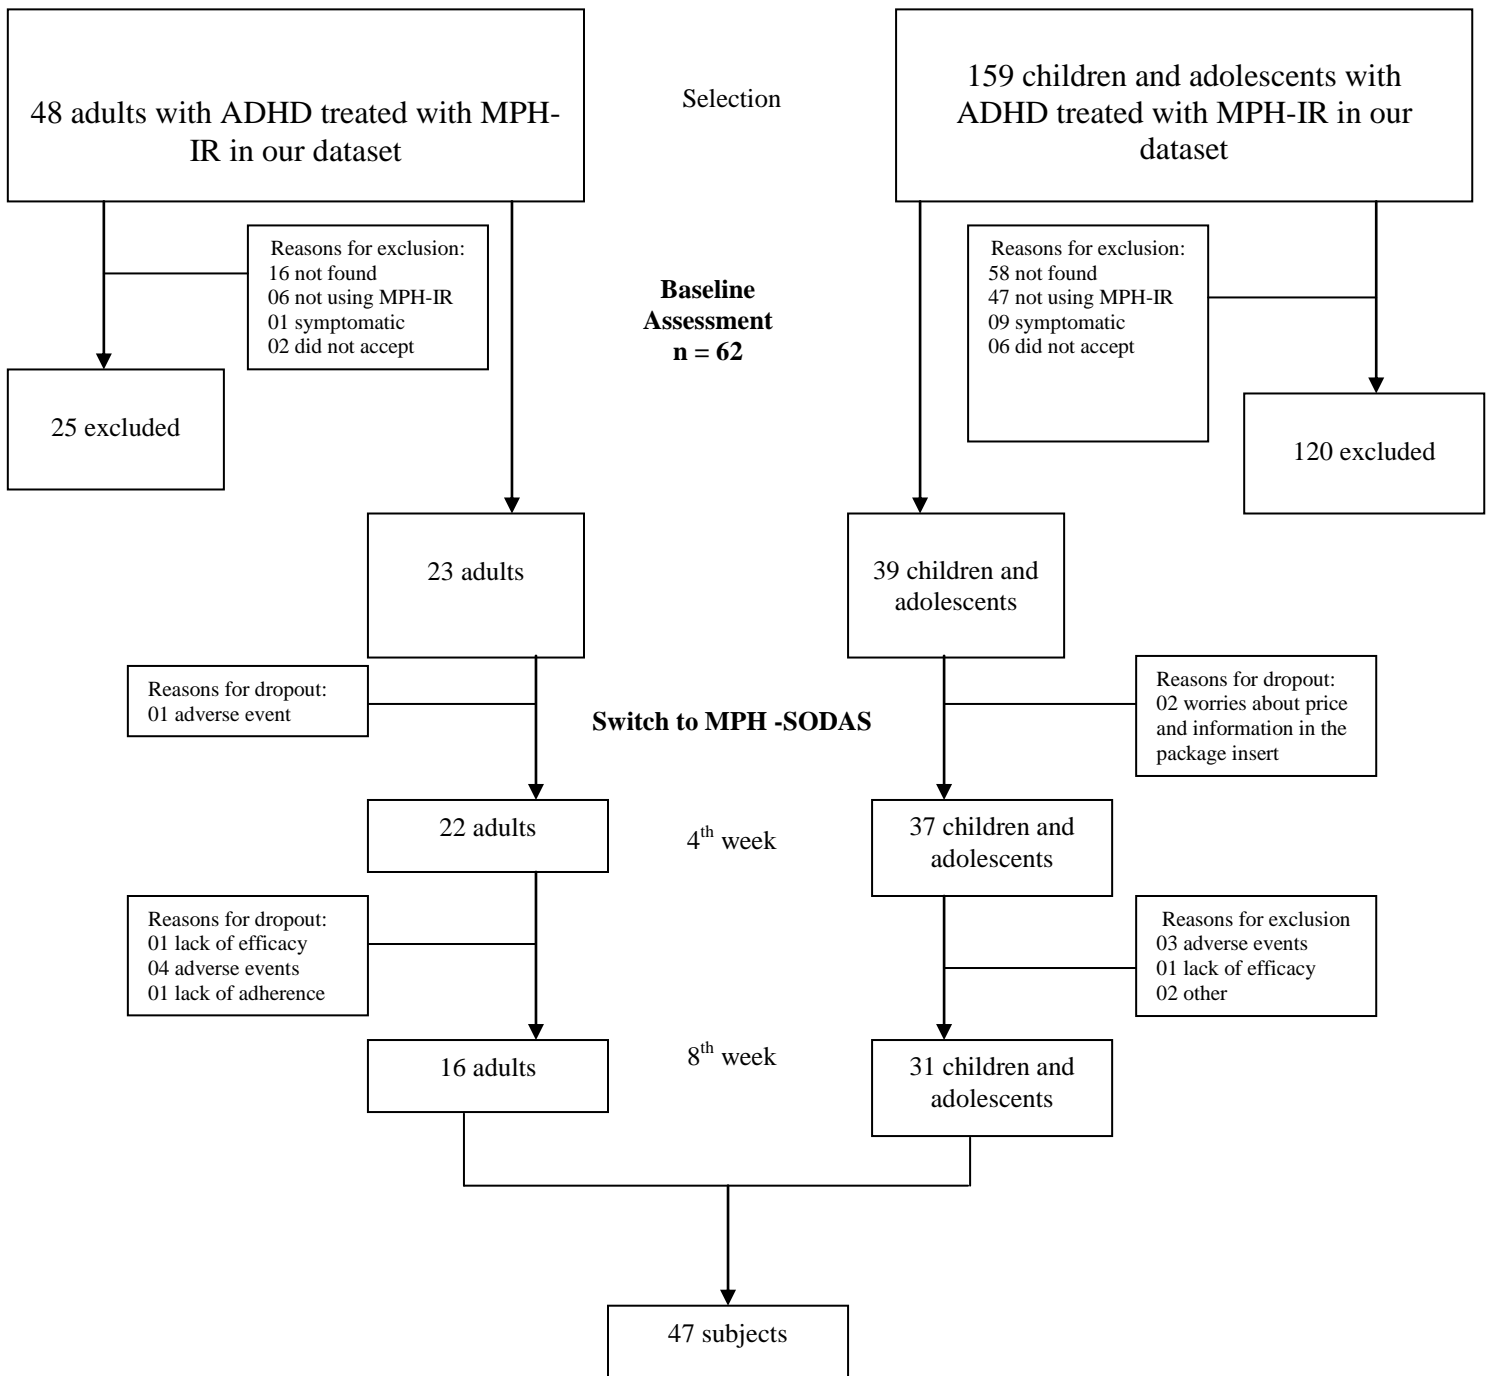 48 adults with ADHD treated with MPH-
IR in our dataset
Selection
159 children and adolescents with
ADHD treated with MPH-IR in our
dataset
Reasons for exclusion:
16 not found
06 not using MPH-IR
01 symptomatic
02 did not accept
Baseline
Assessment
n = 62
Reasons for exclusion:
58 not found
47 not using MPH-IR
09 symptomatic
06 did not accept
25 excluded
120 excluded
23 adults
39 children and
adolescents
Reasons for dropout:
01 adverse event
Switch to MPH -SODAS
Reasons for dropout:
02 worries about price
and information in the
package insert
22 adults
4th week
37 children and
adolescents
Reasons for dropout:
01 lack of efficacy
04 adverse events
01 lack of adherence
Reasons for exclusion
03 adverse events
01 lack of efficacy
02 other
16 adults
8th week
31 children and
adolescents
47 subjects